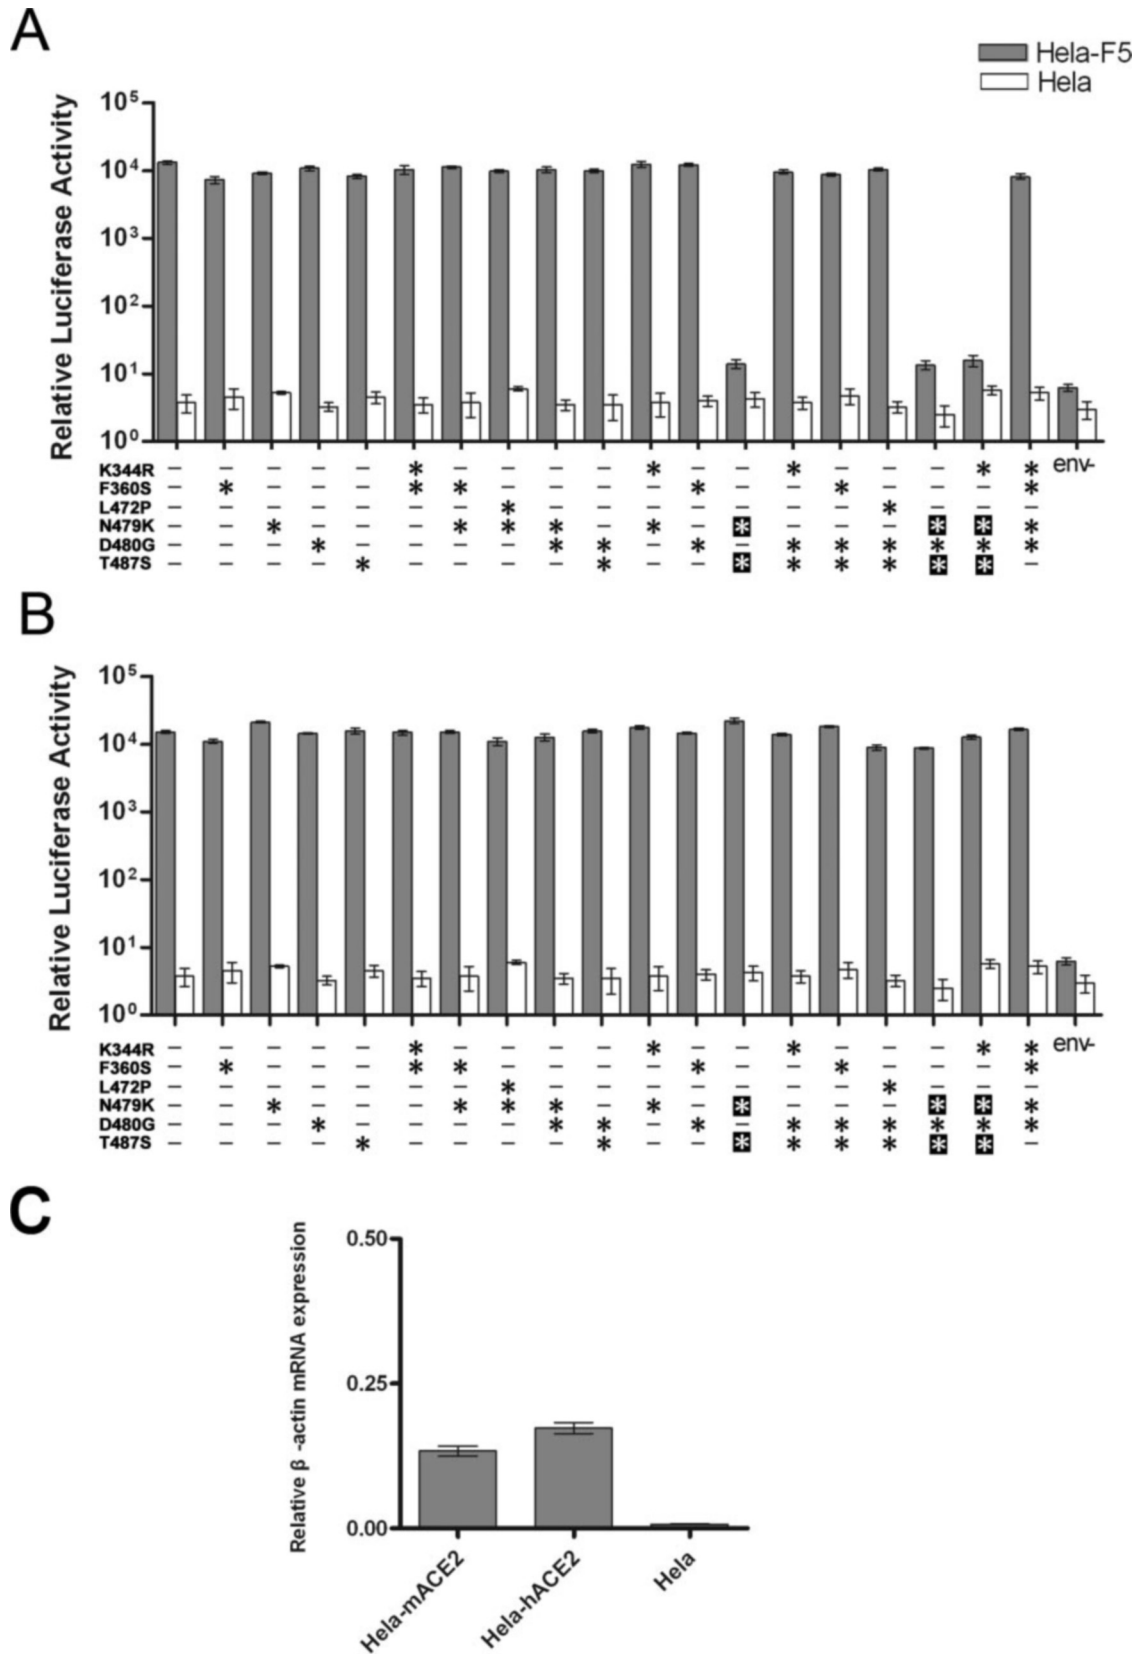 A
Hela-F5
Hela
Relative Luciferase Activity
10⁵
10⁴
10³
10²
10¹
10⁰
K344R – – – – – * – – – – * – – * – – – * * env-
F360S – * – – – * * – – – – * – – * – – – *
L472P – – – – – – – * – – – – – – – * – – –
N479K – – * – – – * * * – * – * – – – * * *
D480G – – – * – – – – * * – * – * * * * * *
T487S – – – – * – – – – * – – * * * * * * –
B
Relative Luciferase Activity
10⁵
10⁴
10³
10²
10¹
10⁰
K344R – – – – – * – – – – * – – * – – – * * env-
F360S – * – – – * * – – – – * – – * – – – *
L472P – – – – – – – * – – – – – – – * – – –
N479K – – * – – – * * * – * – * – – – * * *
D480G – – – * – – – – * * – * – * * * * * *
T487S – – – – * – – – – * – – * * * * * * –
C
Relative β -actin mRNA expression
0.50
0.25
0.00
Hela-mACE2
Hela-hACE2
Hela